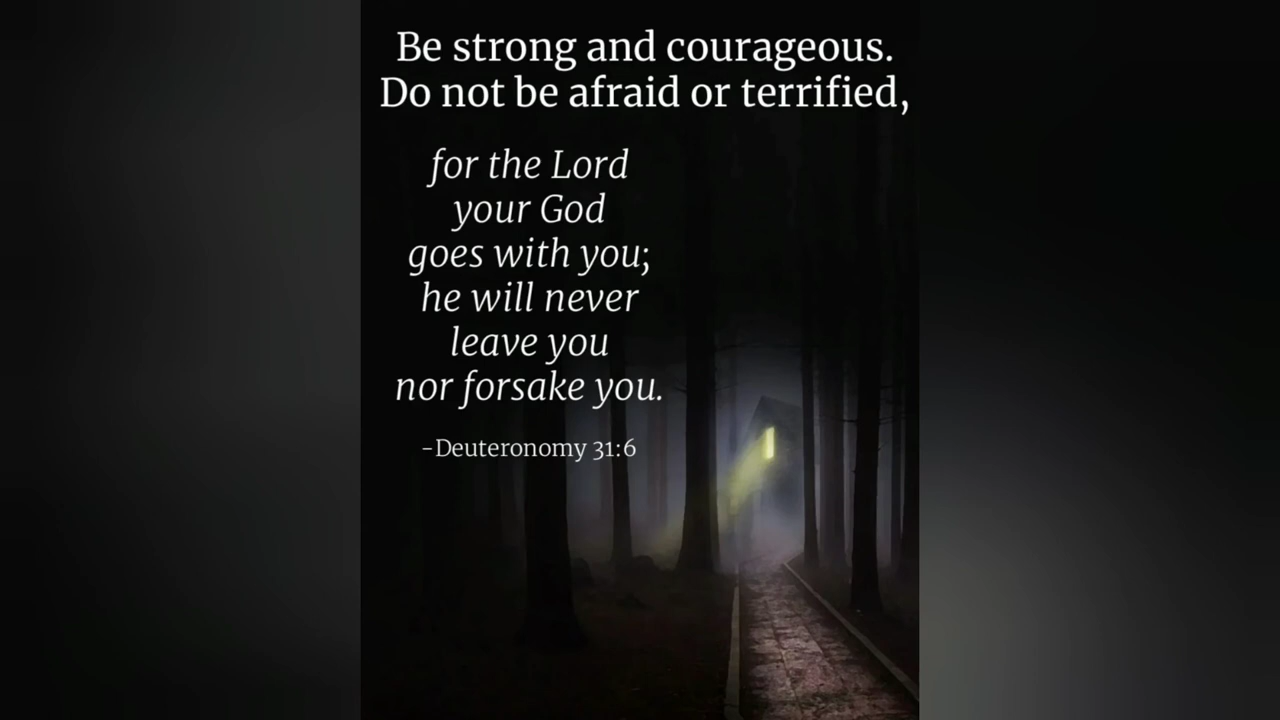 Be strong and courageous.
Do not be afraid or terrified,
for the Lord
your God
goes with you;
he will never
leave you
nor forsake you.
–Deuteronomy 31:6